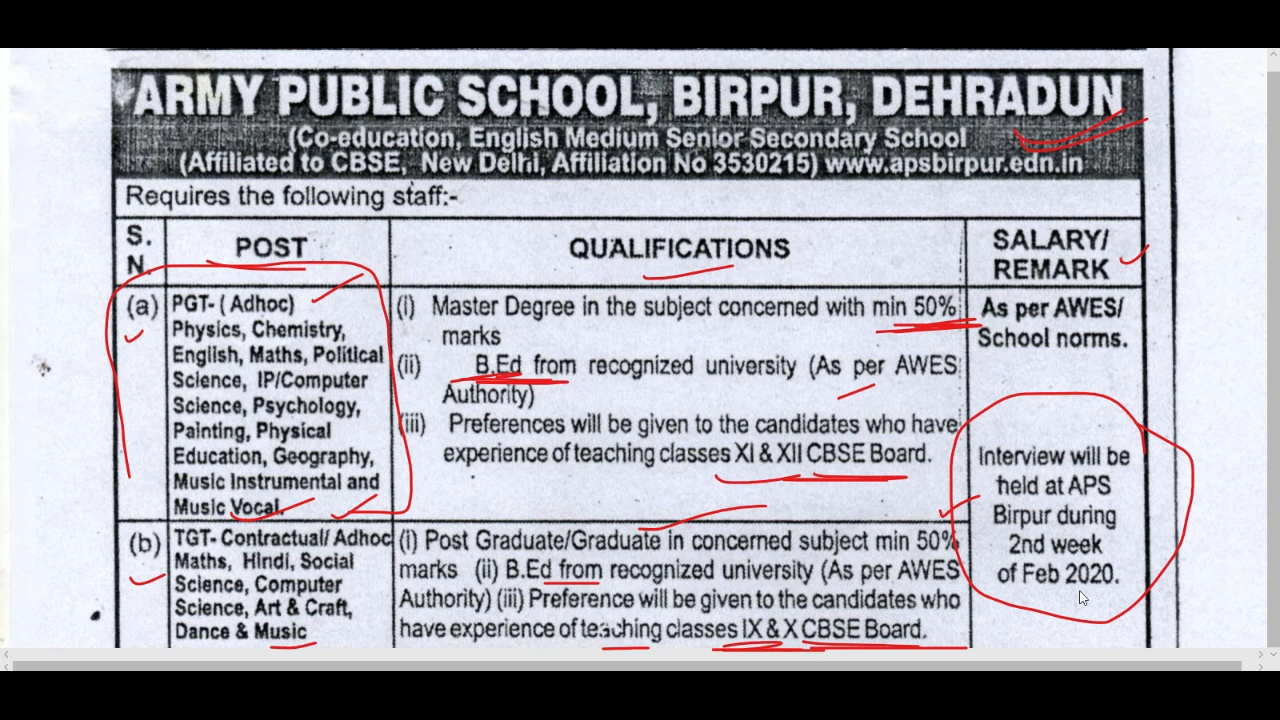 ARMY PUBLIC SCHOOL, BIRPUR, DEHRADUN
(Co-education, English Medium Senior Secondary School
(Affiliated to CBSE, New Delhi, Affiliation No 3530215) www.apsbirpur.edn.in
Requires the following staff:-
S.
N.
POST
QUALIFICATIONS
SALARY/
REMARK
(a)
PGT- ( Adhoc)
Physics, Chemistry,
English, Maths, Political
Science, IP/Computer
Science, Psychology,
Painting, Physical
Education, Geography,
Music Instrumental and
Music Vocal.
(i) Master Degree in the subject concerned with min 50%
marks
(ii) B.Ed from recognized university (As per AWES
Authority)
(iii) Preferences will be given to the candidates who have
experience of teaching classes XI & XII CBSE Board.
As per AWES/
School norms.
Interview will be
held at APS
Birpur during
2nd week
of Feb 2020.
(b)
TGT- Contractual/ Adhoc
Maths, Hindi, Social
Science, Computer
Science, Art & Craft,
Dance & Music
(i) Post Graduate/Graduate in concerned subject min 50%
marks (ii) B.Ed from recognized university (As per AWES
Authority) (iii) Preference will be given to the candidates who
have experience of teaching classes IX & X CBSE Board.